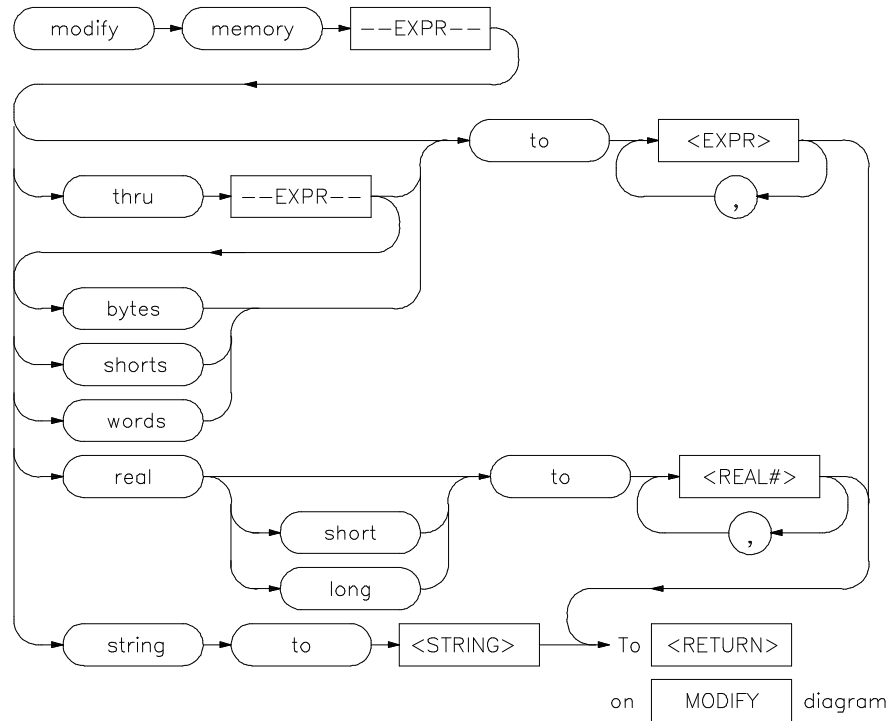 modify memory --EXPR--
to <EXPR>
thru --EXPR--
,
bytes
shorts
words
real to <REAL#>
short ,
long
string to <STRING> To <RETURN>
on MODIFY diagram